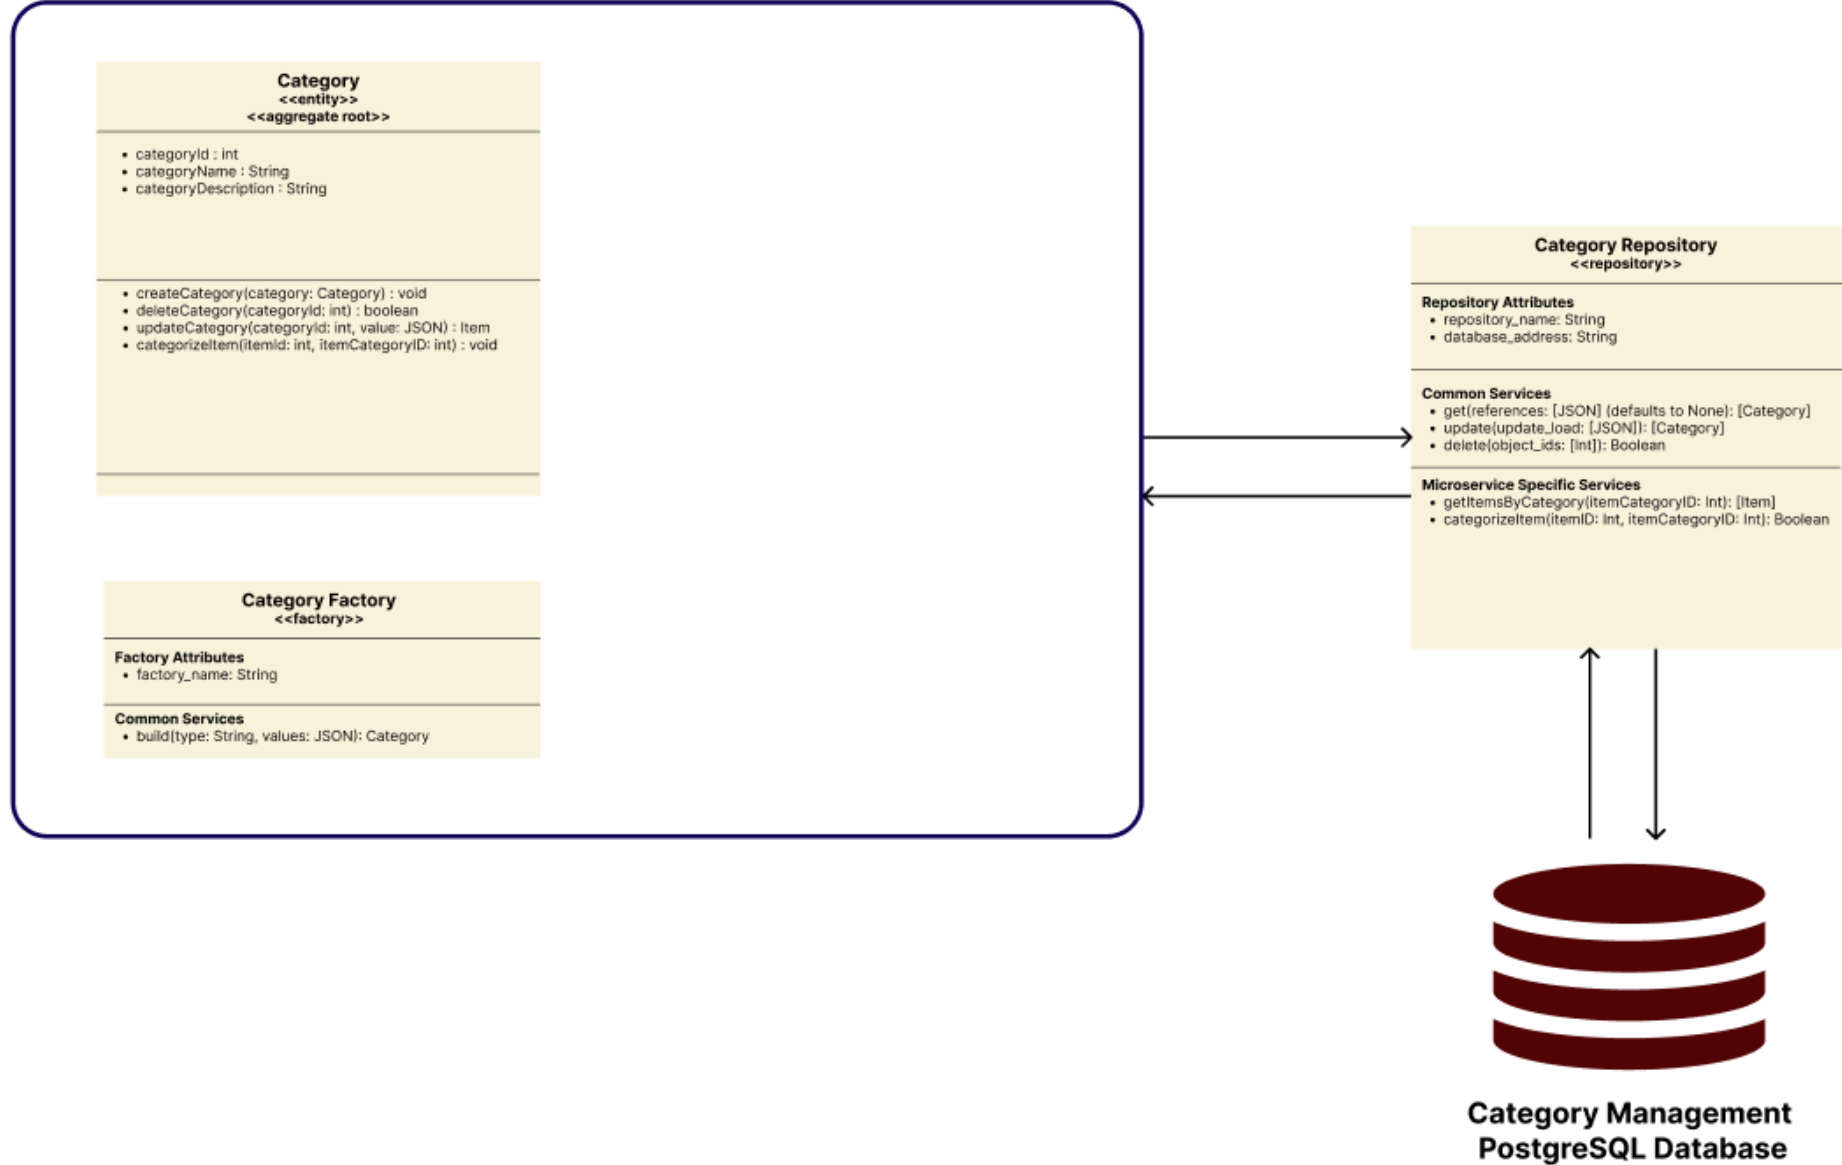 Category
<<entity>>
<<aggregate root>>
• categoryId : int
• categoryName : String
• categoryDescription : String
• createCategory(category: Category) : void
• deleteCategory(categoryId: int) : boolean
• updateCategory(categoryId: int, value: JSON) : Item
• categorizeItem(itemId: int, itemCategoryID: int) : void
Category Factory
<<factory>>
Factory Attributes
• factory_name: String
Common Services
• build(type: String, values: JSON): Category
Category Repository
<<repository>>
Repository Attributes
• repository_name: String
• database_address: String
Common Services
• get(references: [JSON] (defaults to None): [Category]
• update(update_load: [JSON]): [Category]
• delete(object_ids: [Int]): Boolean
Microservice Specific Services
• getItemsByCategory(itemCategoryID: Int): [Item]
• categorizeItem(itemID: Int, itemCategoryID: Int): Boolean
Category Management
PostgreSQL Database